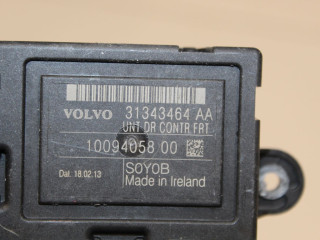 VOLVO 31343464 AA
UNT DR CONTR.FRT
10094058 00
SOYOB
Dat. 18.02.13 Made in Ireland